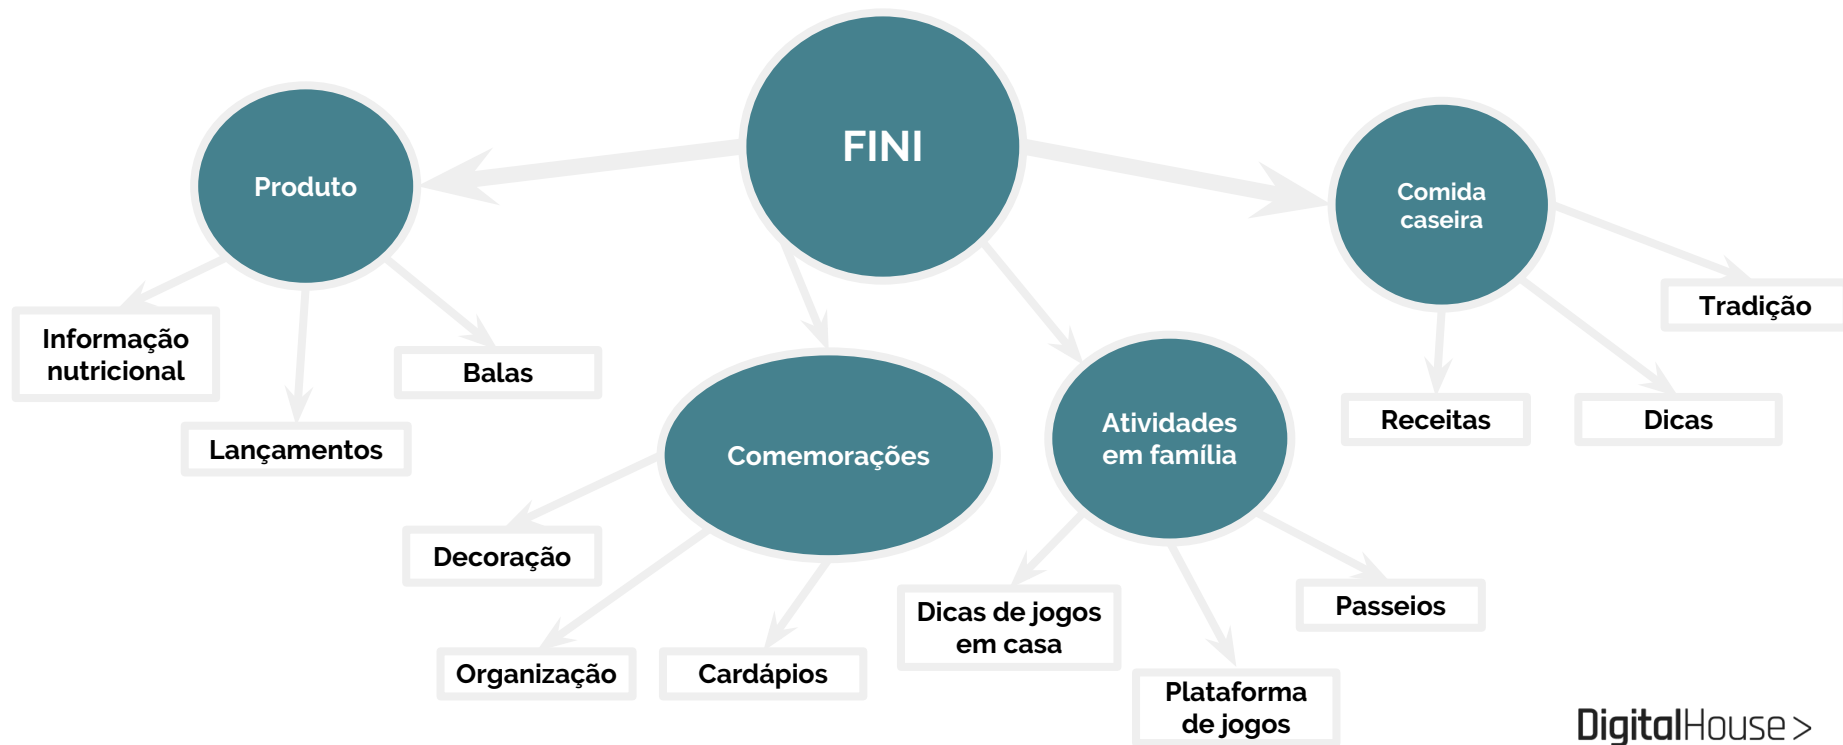 FINI
Produto
Comida
caseira
Informação
nutricional
Lançamentos
Balas
Tradição
Receitas
Dicas
Comemorações
Atividades
em família
Decoração
Organização
Cardápios
Dicas de jogos
em casa
Plataforma
de jogos
Passeios
DigitalHouse >